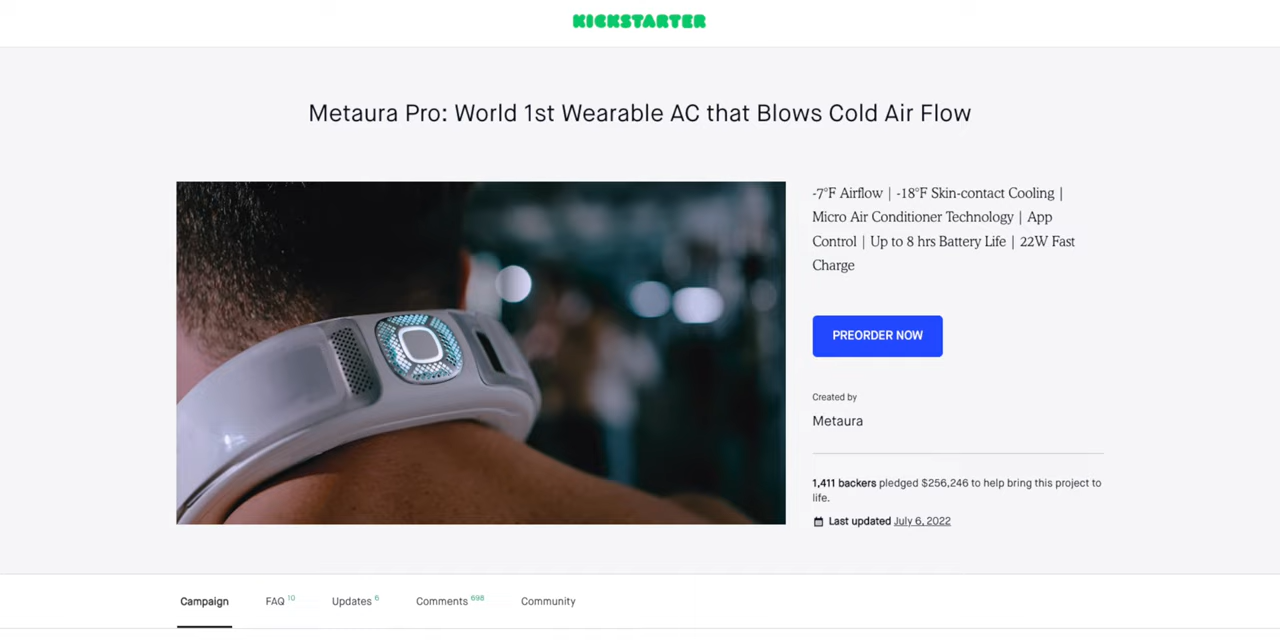 KICKSTARTER
Metaura Pro: World 1st Wearable AC that Blows Cold Air Flow
-7°F Airflow | -18°F Skin-contact Cooling |
Micro Air Conditioner Technology | App
Control | Up to 8 hrs Battery Life | 22W Fast
Charge
PREORDER NOW
Created by
Metaura
1,411 backers pledged $256,246 to help bring this project to
life.
Last updated July 6, 2022
Campaign FAQ 10 Updates 6 Comments 698 Community